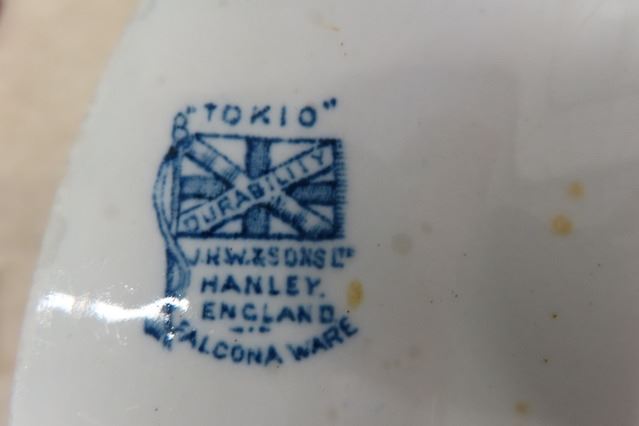 "TOKIO"
DURABILITY
J.H.W.& SONS LTD
HANLEY.
ENGLAND
FALCONA WARE